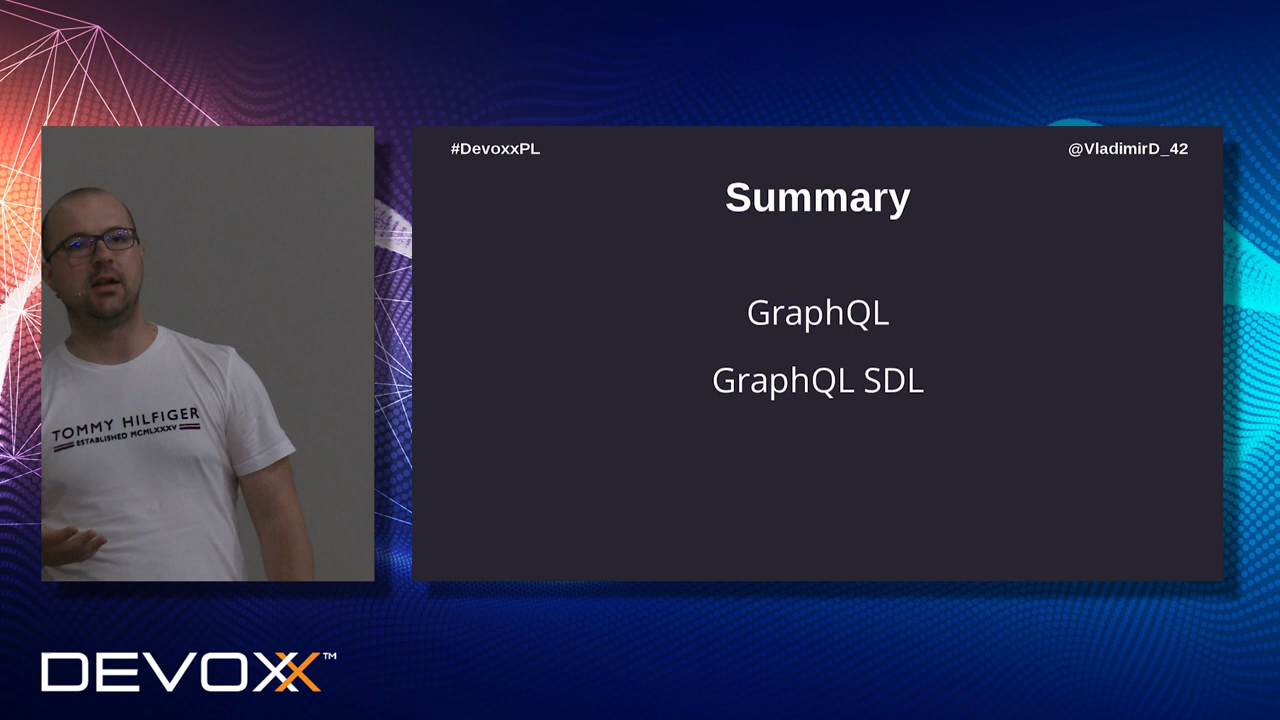 #DevoxxPL
@VladimirD_42
Summary
GraphQL
GraphQL SDL
TOMMY HILFIGER
ESTABLISHED MCMLXXXV
DEVOXX™